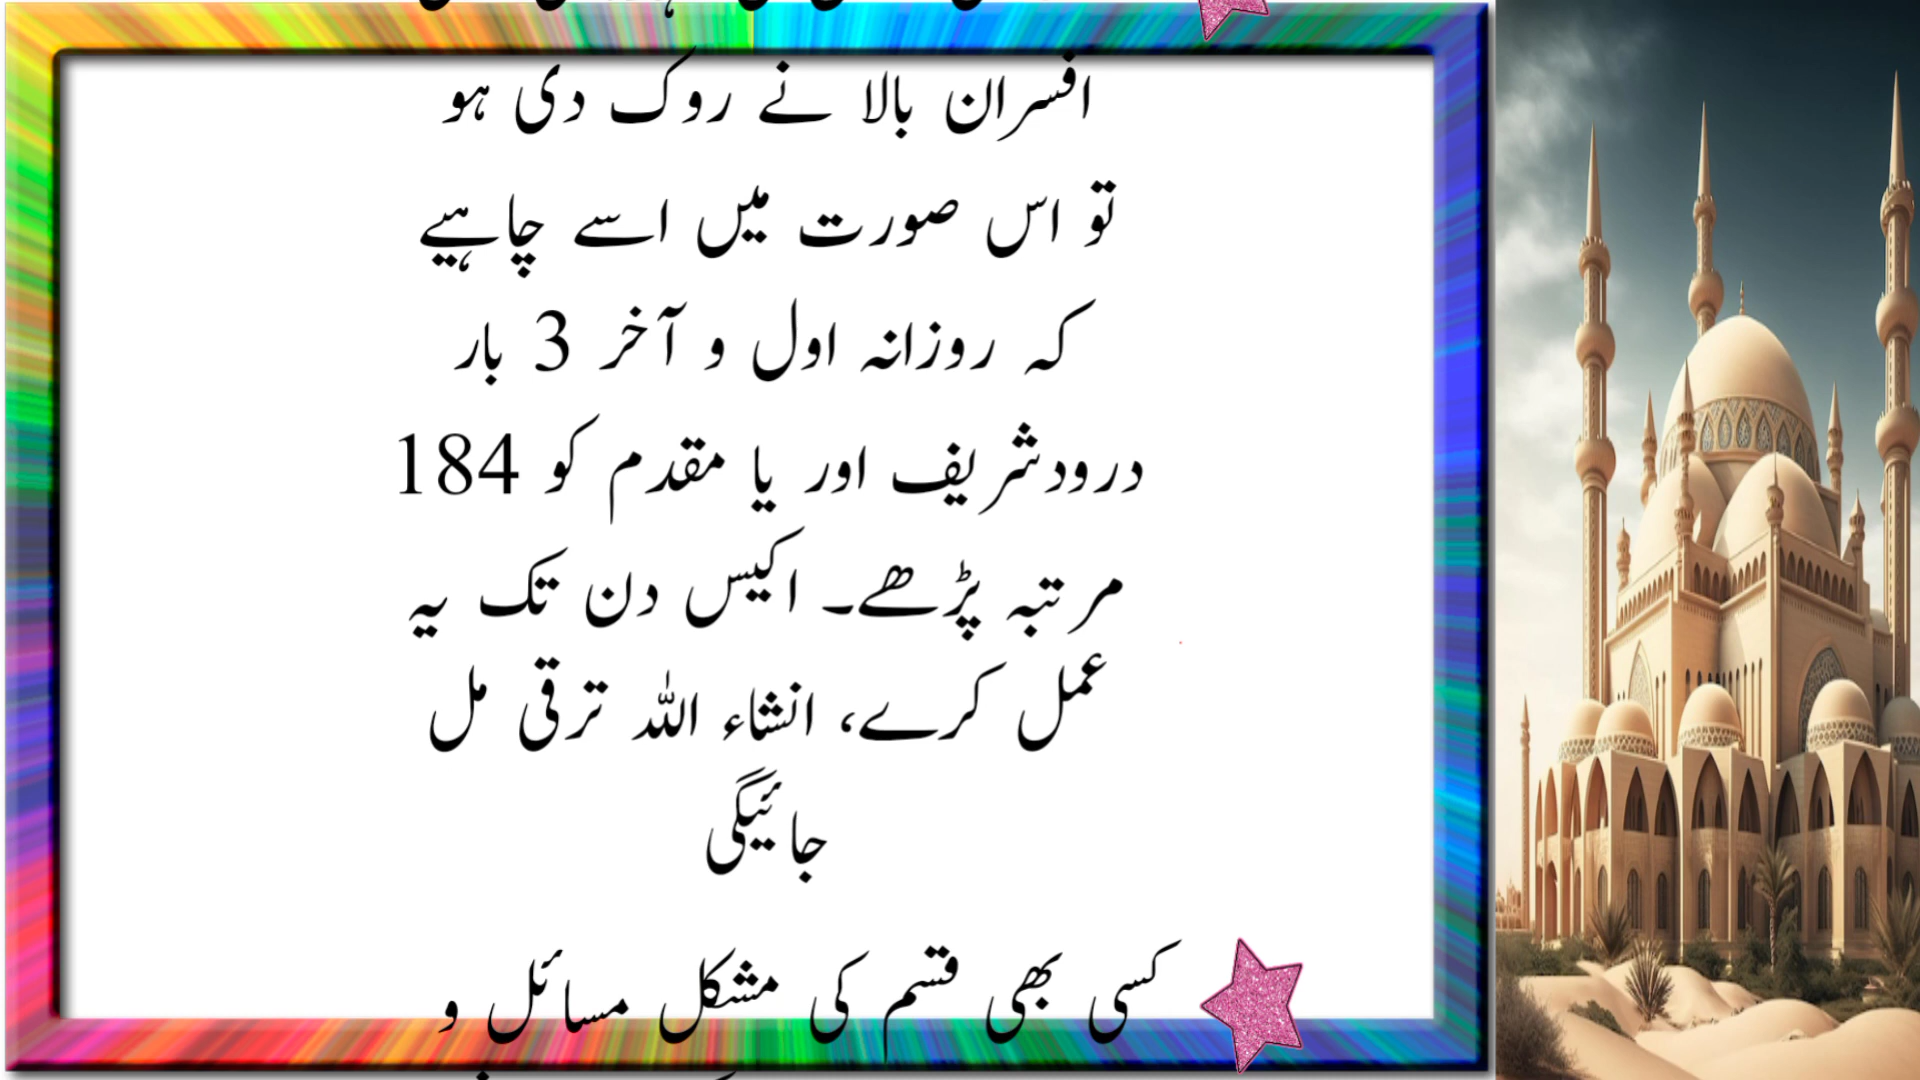 افسران بالا نے روک دی ہو
تو اس صورت میں اسے چاہیے
کہ روزانہ اول و آخر 3 بار
درودشریف اور یا مقدم کو 184
مرتبہ پڑھے۔ اکیس دن تک یہ
عمل کرے، انشاء اللہ ترقی مل
جائیگی
کسی بھی قسم کی مشکل مسائل و